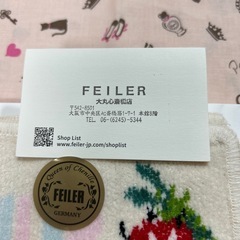 FEILER
大丸心斎橋店
〒542-8501
大阪市中央区心斎橋筋1-7-1 本館8階
TEL. 06-(6245)-5344
Shop List
www.feiler-jp.com/shoplist
Queen of Chenille
FEILER
GERMANY